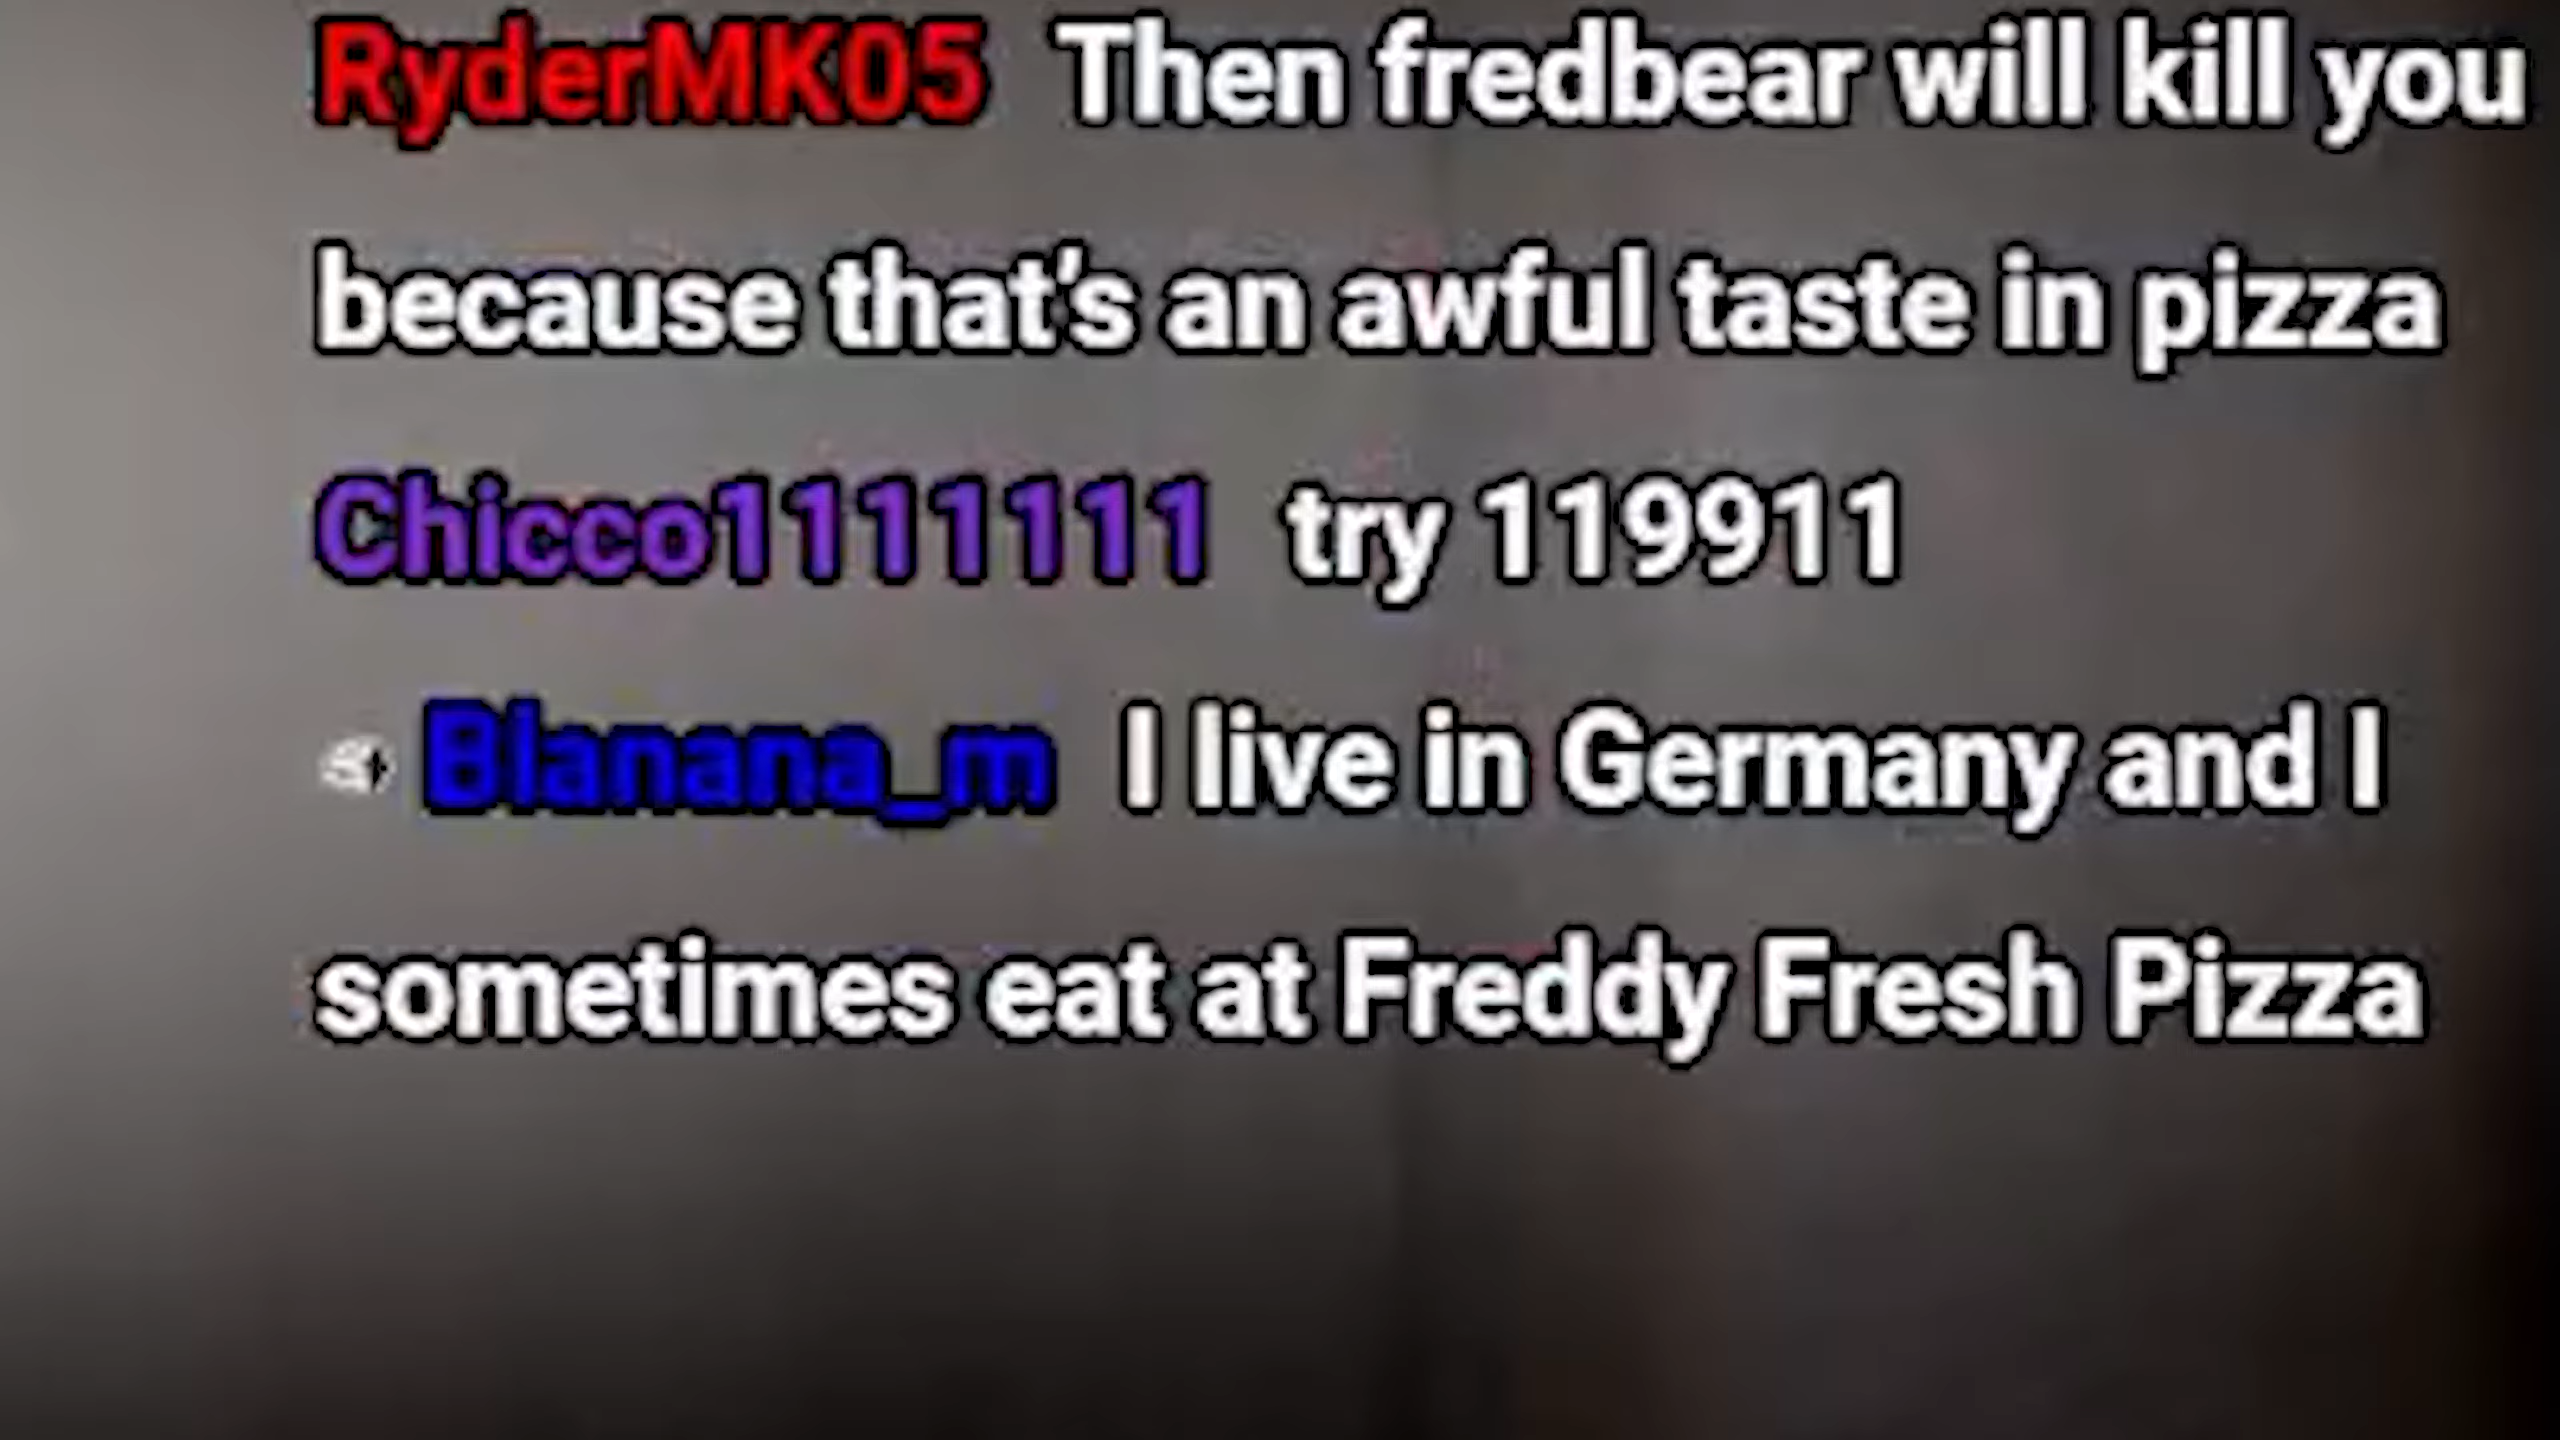 RyderMK05 Then fredbear will kill you
because that's an awful taste in pizza
Chicco1111111 try 119911
Blanana_m I live in Germany and I
sometimes eat at Freddy Fresh Pizza